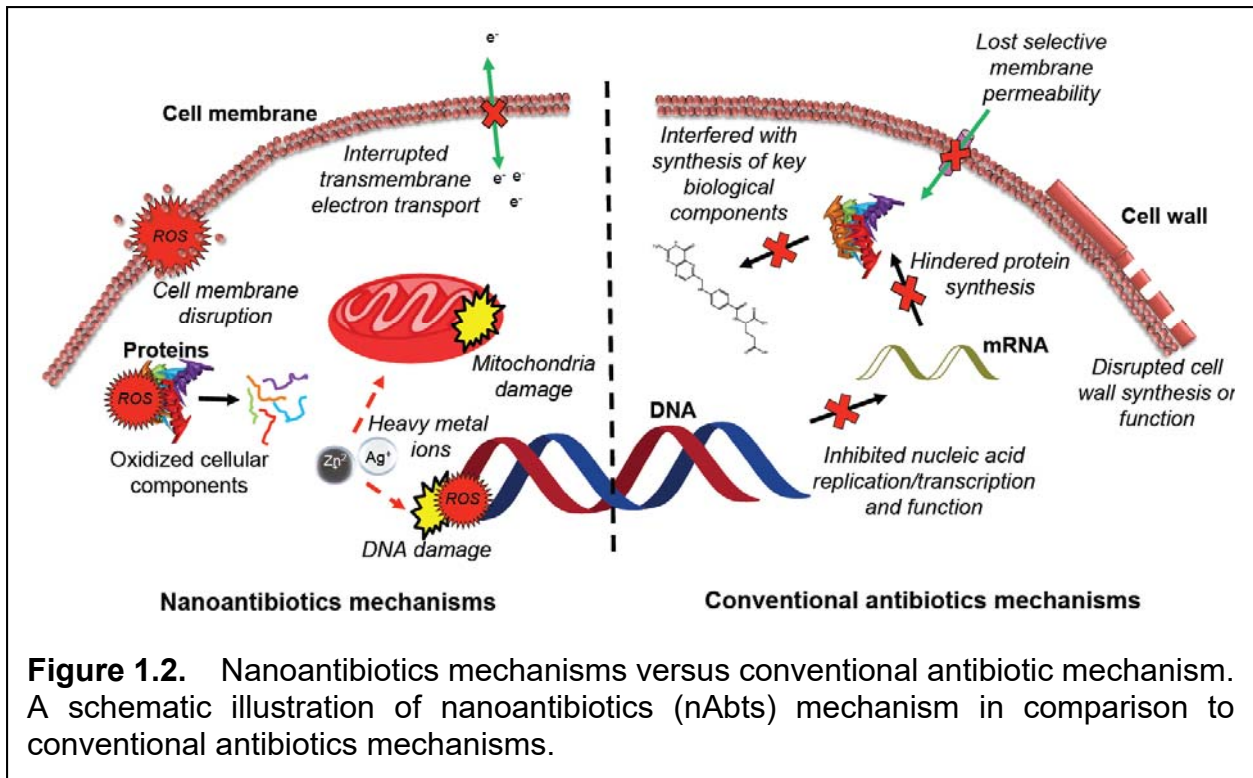 e⁻
Cell membrane
Interrupted
transmembrane
electron transport
e⁻ e⁻
e⁻
ROS
Cell membrane
disruption
Proteins
ROS
Oxidized cellular
components
Mitochondria
damage
Heavy metal
ions
Zn²
Ag⁺
ROS
DNA damage
Nanoantibiotics mechanisms
Lost selective
membrane
permeability
Interfered with
synthesis of key
biological
components
Cell wall
Hindered protein
synthesis
mRNA
Disrupted cell
wall synthesis or
function
DNA
Inhibited nucleic acid
replication/transcription
and function
Conventional antibiotics mechanisms
Figure 1.2. Nanoantibiotics mechanisms versus conventional antibiotic mechanism.
A schematic illustration of nanoantibiotics (nAbts) mechanism in comparison to
conventional antibiotics mechanisms.